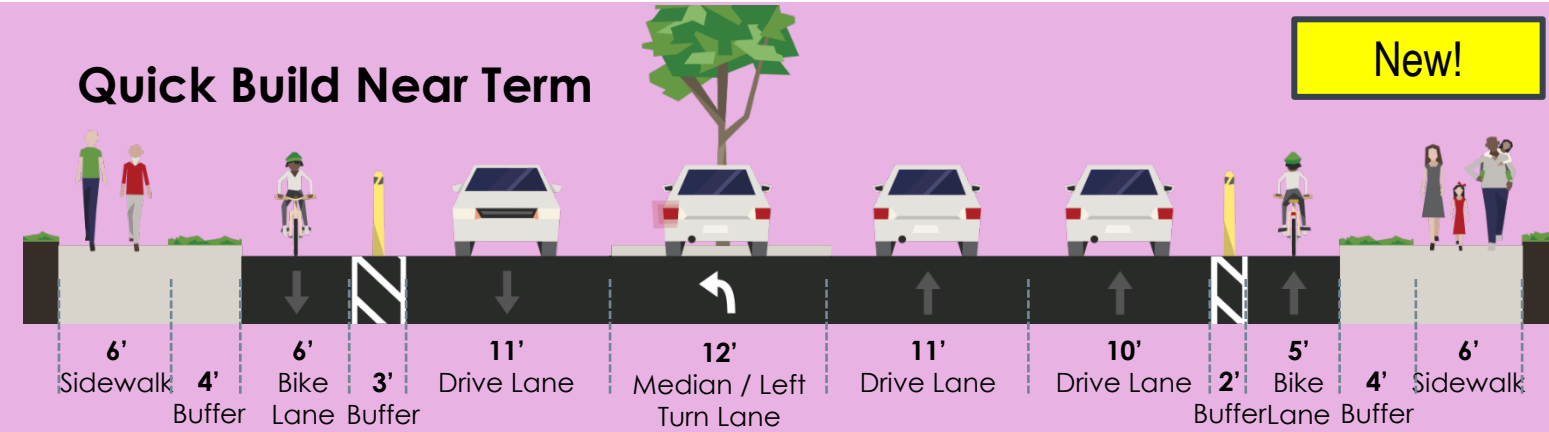 Quick Build Near Term
New!
6’
Sidewalk
4’
Buffer
6’
Bike
Lane
3’
Buffer
11’
Drive Lane
12’
Median / Left
Turn Lane
11’
Drive Lane
10’
Drive Lane
2’
Buffer
5’
Bike
Lane
4’
Buffer
6’
Sidewalk